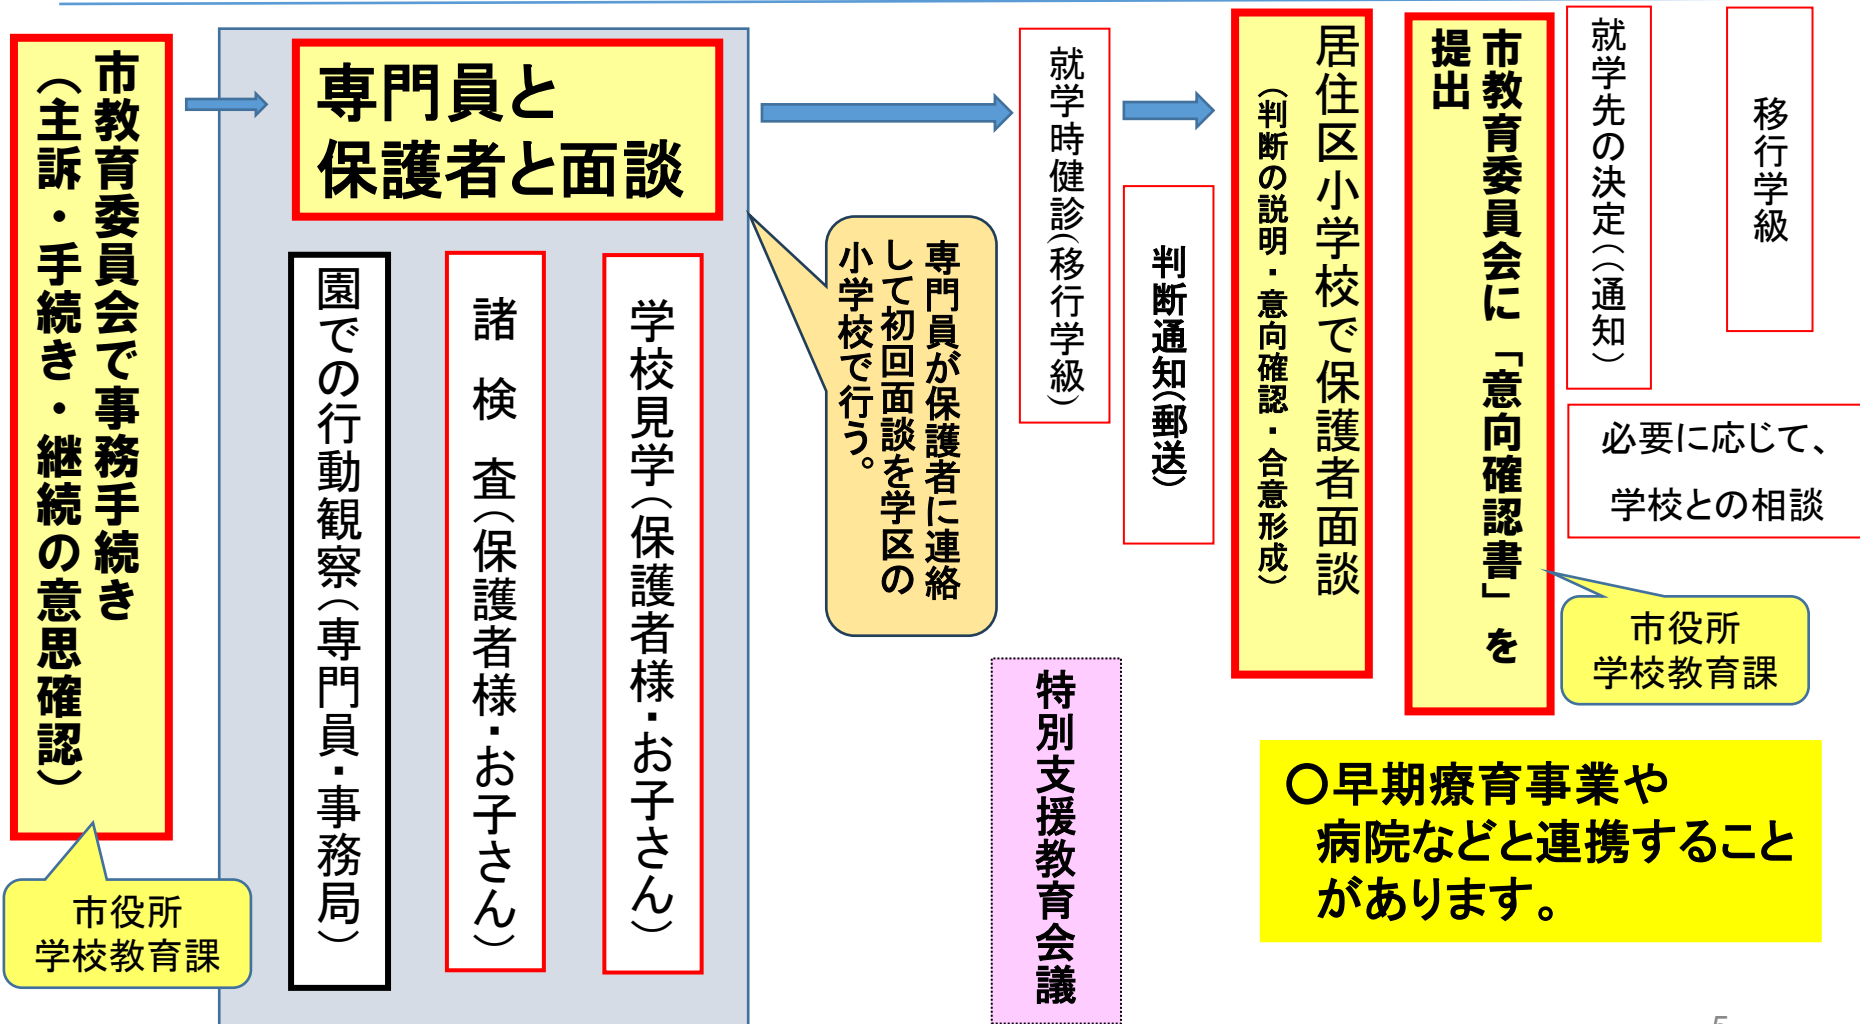 市教育委員会で事務手続き
（主訴・手続き・継続の意思確認）
市役所
学校教育課
専門員と
保護者と面談
園での行動観察（専門員・事務局）
諸　検　査（保護者様・お子さん）
学校見学（保護者様・お子さん）
専門員が保護者に連絡
して初回面談を学区の
小学校で行う。
就学時健診（移行学級）
特別支援教育会議
判断通知（郵送）
居住区小学校で保護者面談
（判断の説明・意向確認・合意形成）
市教育委員会に「意向確認書」を
提出
市役所
学校教育課
就学先の決定（（通知）
移行学級
必要に応じて、
学校との相談
〇早期療育事業や
病院などと連携すること
があります。